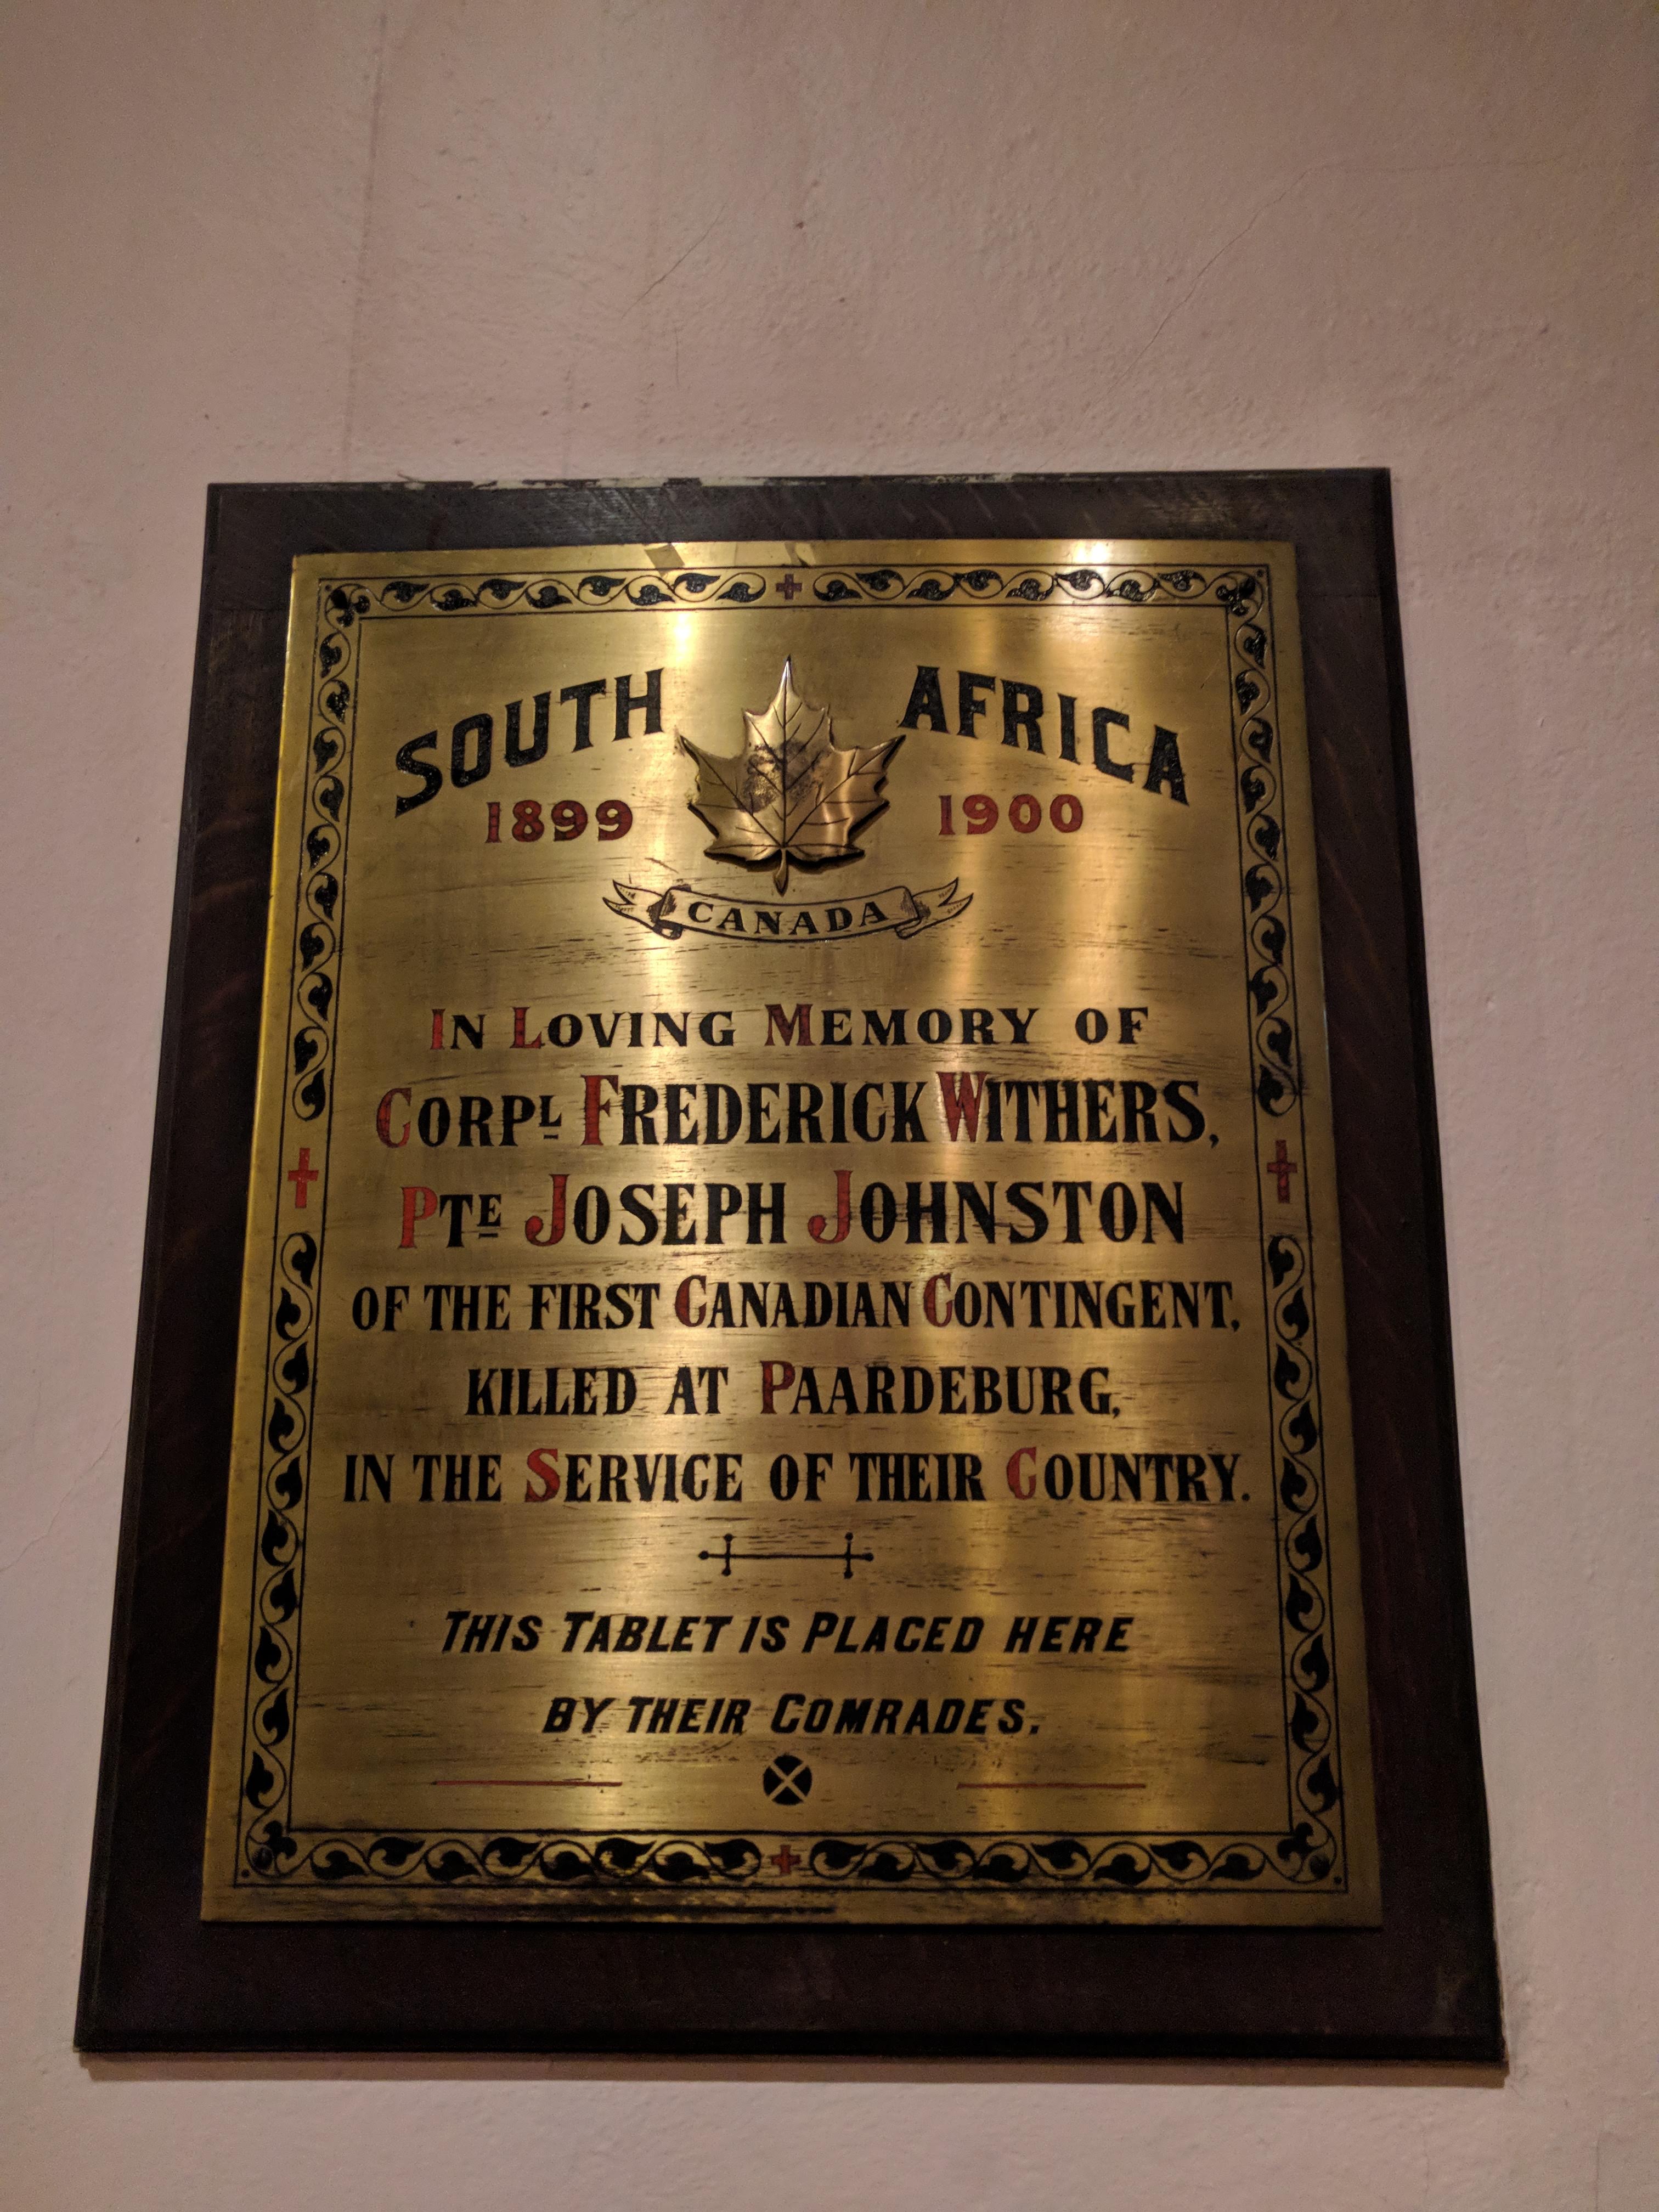 SOUTH AFRICA
1899 1900
CANADA
IN LOVING MEMORY OF
CORPL FREDERICK WITHERS,
PTE JOSEPH JOHNSTON
OF THE FIRST CANADIAN CONTINGENT,
KILLED AT PAARDEBURG,
IN THE SERVICE OF THEIR COUNTRY.
THIS TABLET IS PLACED HERE
BY THEIR COMRADES.